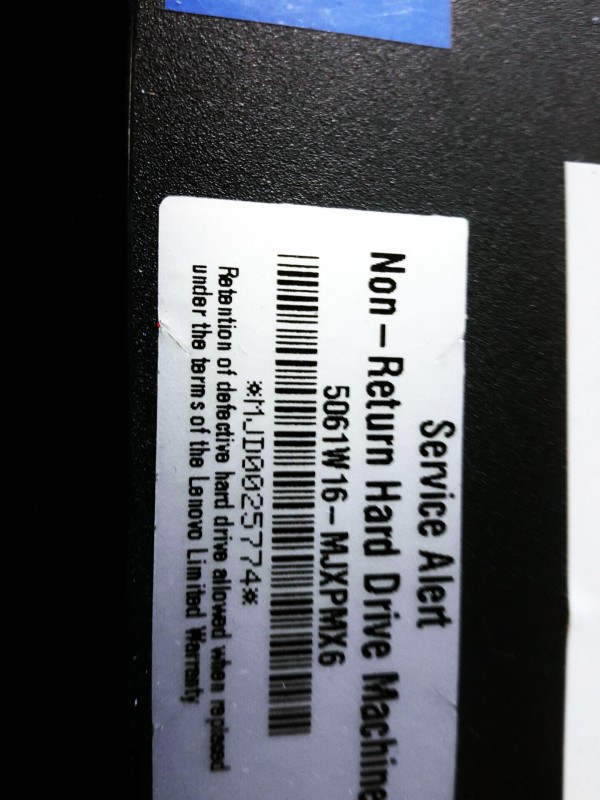 Service Alert
Non-Return Hard Drive Machine
5061W16-MJXPMX6
*MJD0025774*
Retention of defective hard drive allowed when replaced
under the terms of the Lenovo Limited Warranty